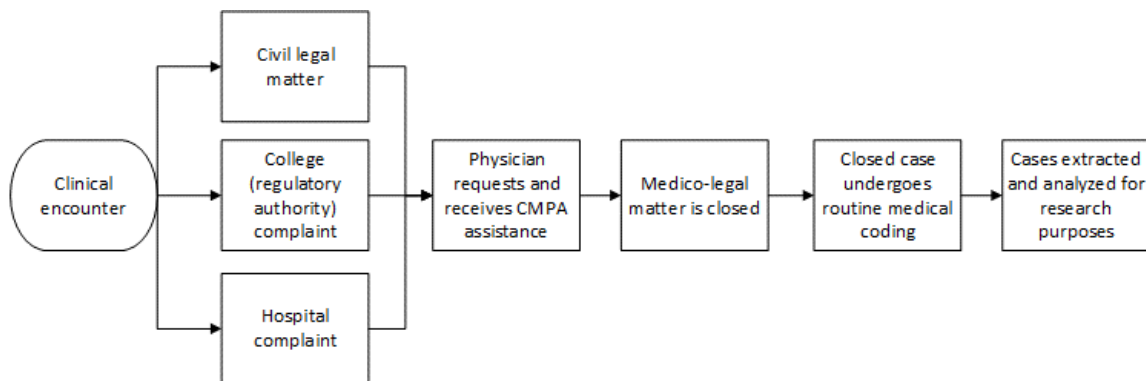 Clinical
encounter
Civil legal
matter
College
(regulatory
authority)
complaint
Hospital
complaint
Physician
requests and
receives CMPA
assistance
Medico-legal
matter is closed
Closed case
undergoes
routine medical
coding
Cases extracted
and analyzed for
research
purposes